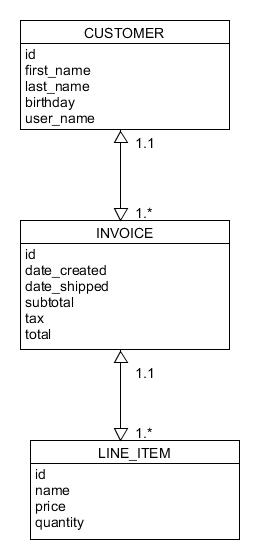 CUSTOMER
id
first_name
last_name
birthday
user_name
1.1
1.*
INVOICE
id
date_created
date_shipped
subtotal
tax
total
1.1
1.*
LINE_ITEM
id
name
price
quantity